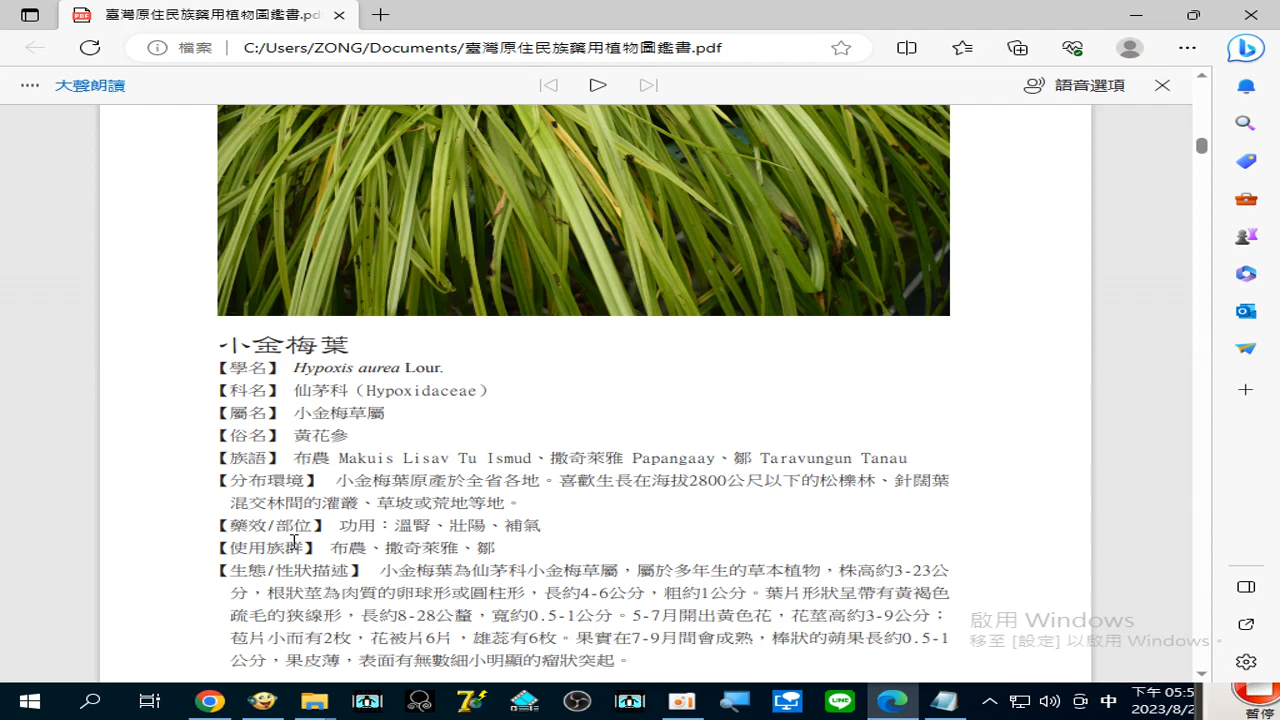 臺灣原住民族藥用植物圖鑑書.pd
檔案 C:/Users/ZONG/Documents/臺灣原住民族藥用植物圖鑑書.pdf
大聲朗讀
語音選項
小金梅葉
【學名】 Hypoxis aurea Lour.
【科名】 仙茅科（Hypoxidaceae）
【屬名】 小金梅草屬
【俗名】 黃花參
【族語】 布農 Makuis Lisav Tu Ismud、撒奇萊雅 Papangaay、鄒 Taravungun Tanau
【分布環境】 小金梅葉原產於全省各地。喜歡生長在海拔2800公尺以下的松櫟林、針闊葉
混交林間的灌叢、草坡或荒地等地。
【藥效/部位】 功用：溫腎、壯陽、補氣
【使用族群】 布農、撒奇萊雅、鄒
【生態/性狀描述】 小金梅葉為仙茅科小金梅草屬，屬於多年生的草本植物，株高約3-23公
分，根狀莖為肉質的卵球形或圓柱形，長約4-6公分，粗約1公分。葉片形狀呈帶有黃褐色
疏毛的狹線形，長約8-28公釐，寬約0.5-1公分。5-7月開出黃色花，花莖高約3-9公分；
苞片小而有2枚，花被片6片，雄蕊有6枚。果實在7-9月間會成熟，棒狀的蒴果長約0.5-1
公分，果皮薄，表面有無數細小明顯的瘤狀突起。
啟用 Windows
移至 [設定] 以啟用 Windows。
中
下午 05:5
2023/8/2
暫停